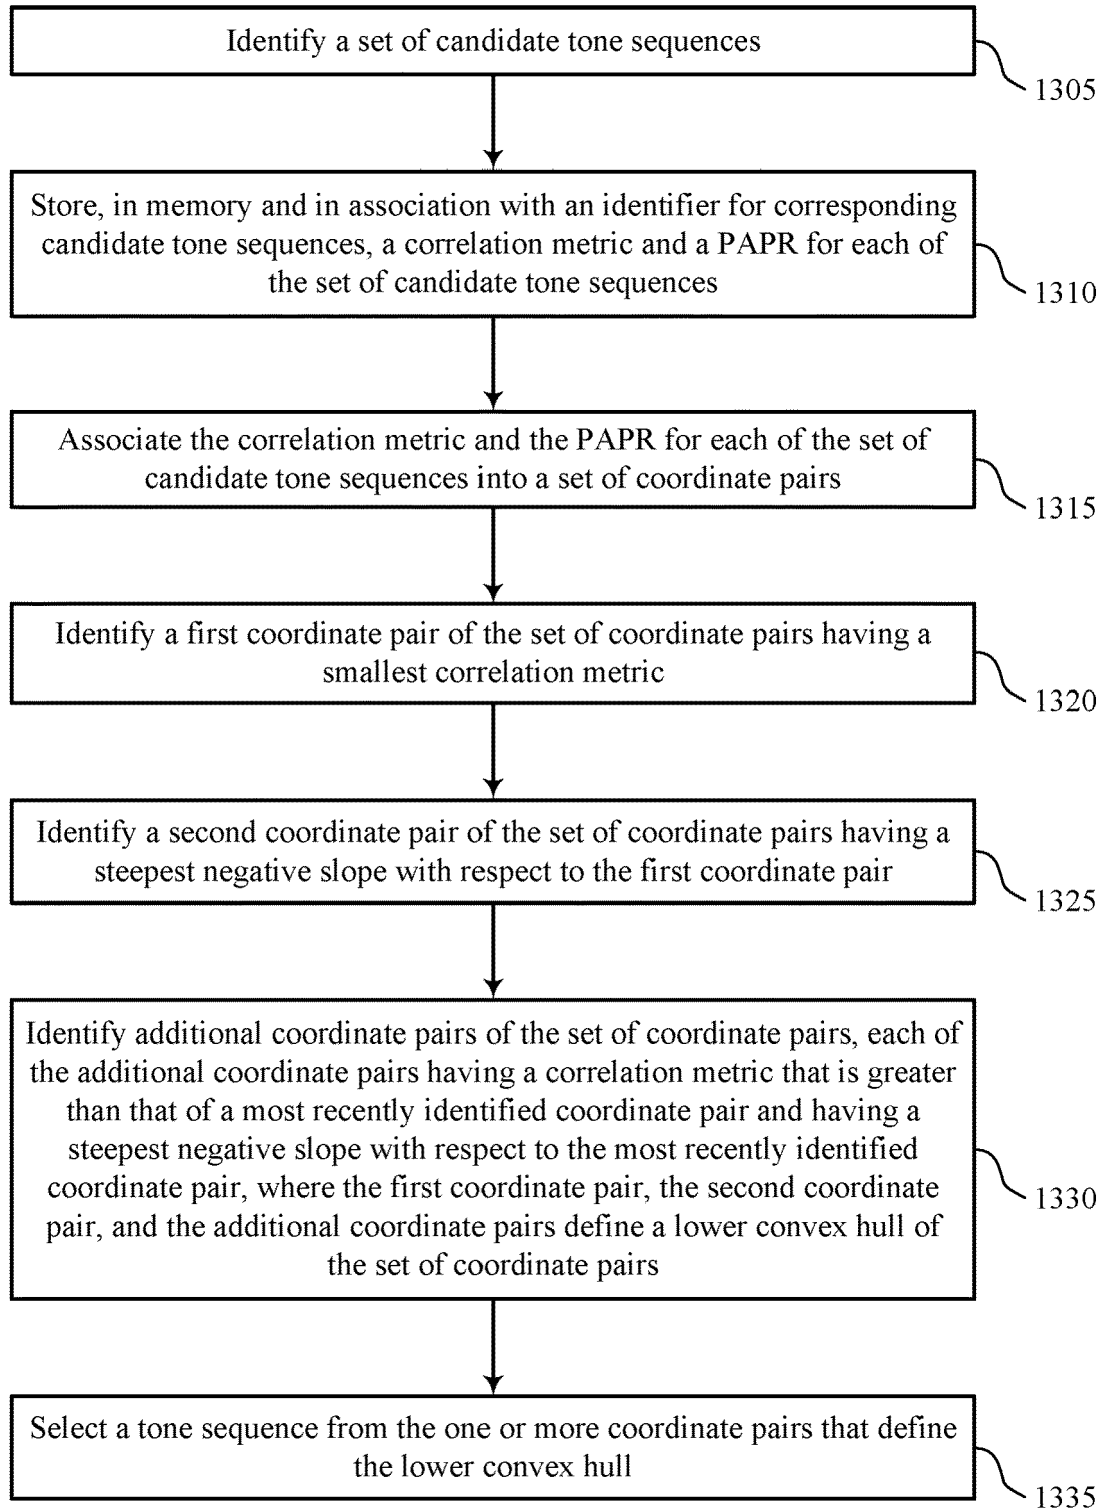 Identify a set of candidate tone sequences
1305
Store, in memory and in association with an identifier for corresponding
candidate tone sequences, a correlation metric and a PAPR for each of
the set of candidate tone sequences
1310
Associate the correlation metric and the PAPR for each of the set of
candidate tone sequences into a set of coordinate pairs
1315
Identify a first coordinate pair of the set of coordinate pairs having a
smallest correlation metric
1320
Identify a second coordinate pair of the set of coordinate pairs having a
steepest negative slope with respect to the first coordinate pair
1325
Identify additional coordinate pairs of the set of coordinate pairs, each of
the additional coordinate pairs having a correlation metric that is greater
than that of a most recently identified coordinate pair and having a
steepest negative slope with respect to the most recently identified
coordinate pair, where the first coordinate pair, the second coordinate
pair, and the additional coordinate pairs define a lower convex hull of
the set of coordinate pairs
1330
Select a tone sequence from the one or more coordinate pairs that define
the lower convex hull
1335